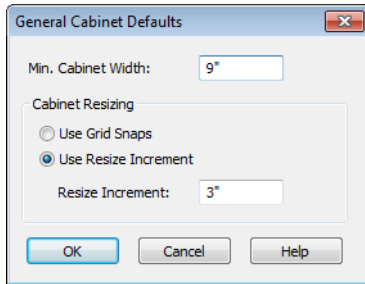 General Cabinet Defaults
Min. Cabinet Width: 9"
Cabinet Resizing
Use Grid Snaps
Use Resize Increment
Resize Increment: 3"
OK Cancel Help